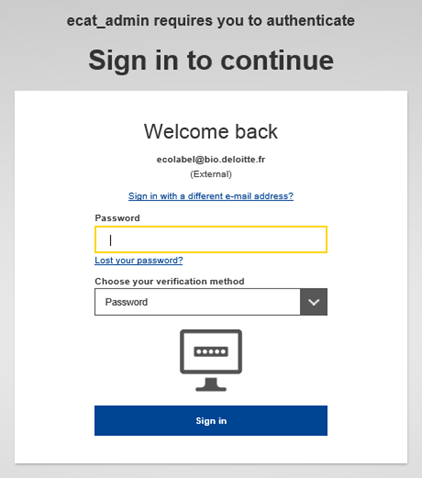 ecat_admin requires you to authenticate
Sign in to continue
Welcome back
ecolabel@bio.deloitte.fr
(External)
Sign in with a different e-mail address?
Password
Lost your password?
Choose your verification method
Password
Sign in